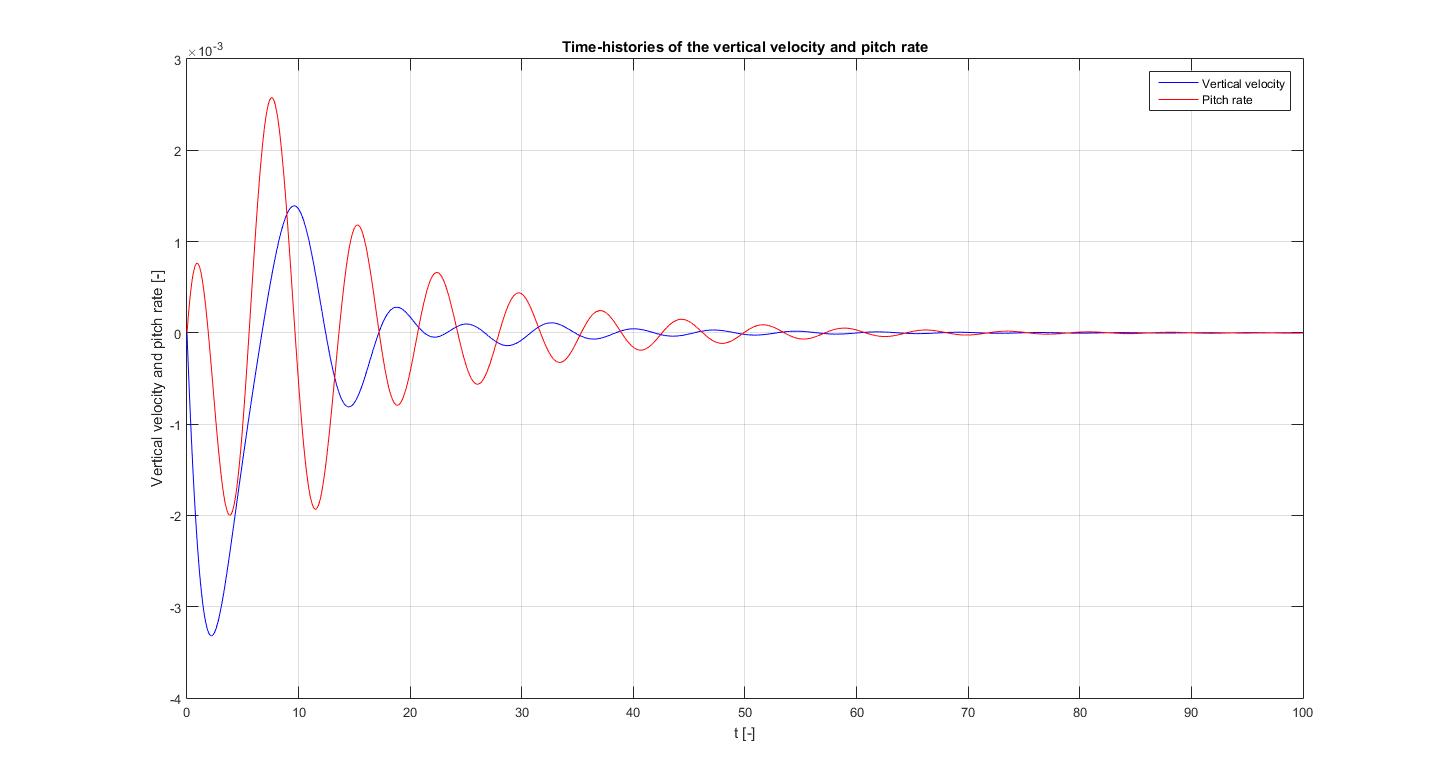 Time-histories of the vertical velocity and pitch rate
×10⁻³
3
2
1
0
-1
-2
-3
-4
Vertical velocity and pitch rate [-]
Vertical velocity
Pitch rate
0 10 20 30 40 50 60 70 80 90 100
t [-]